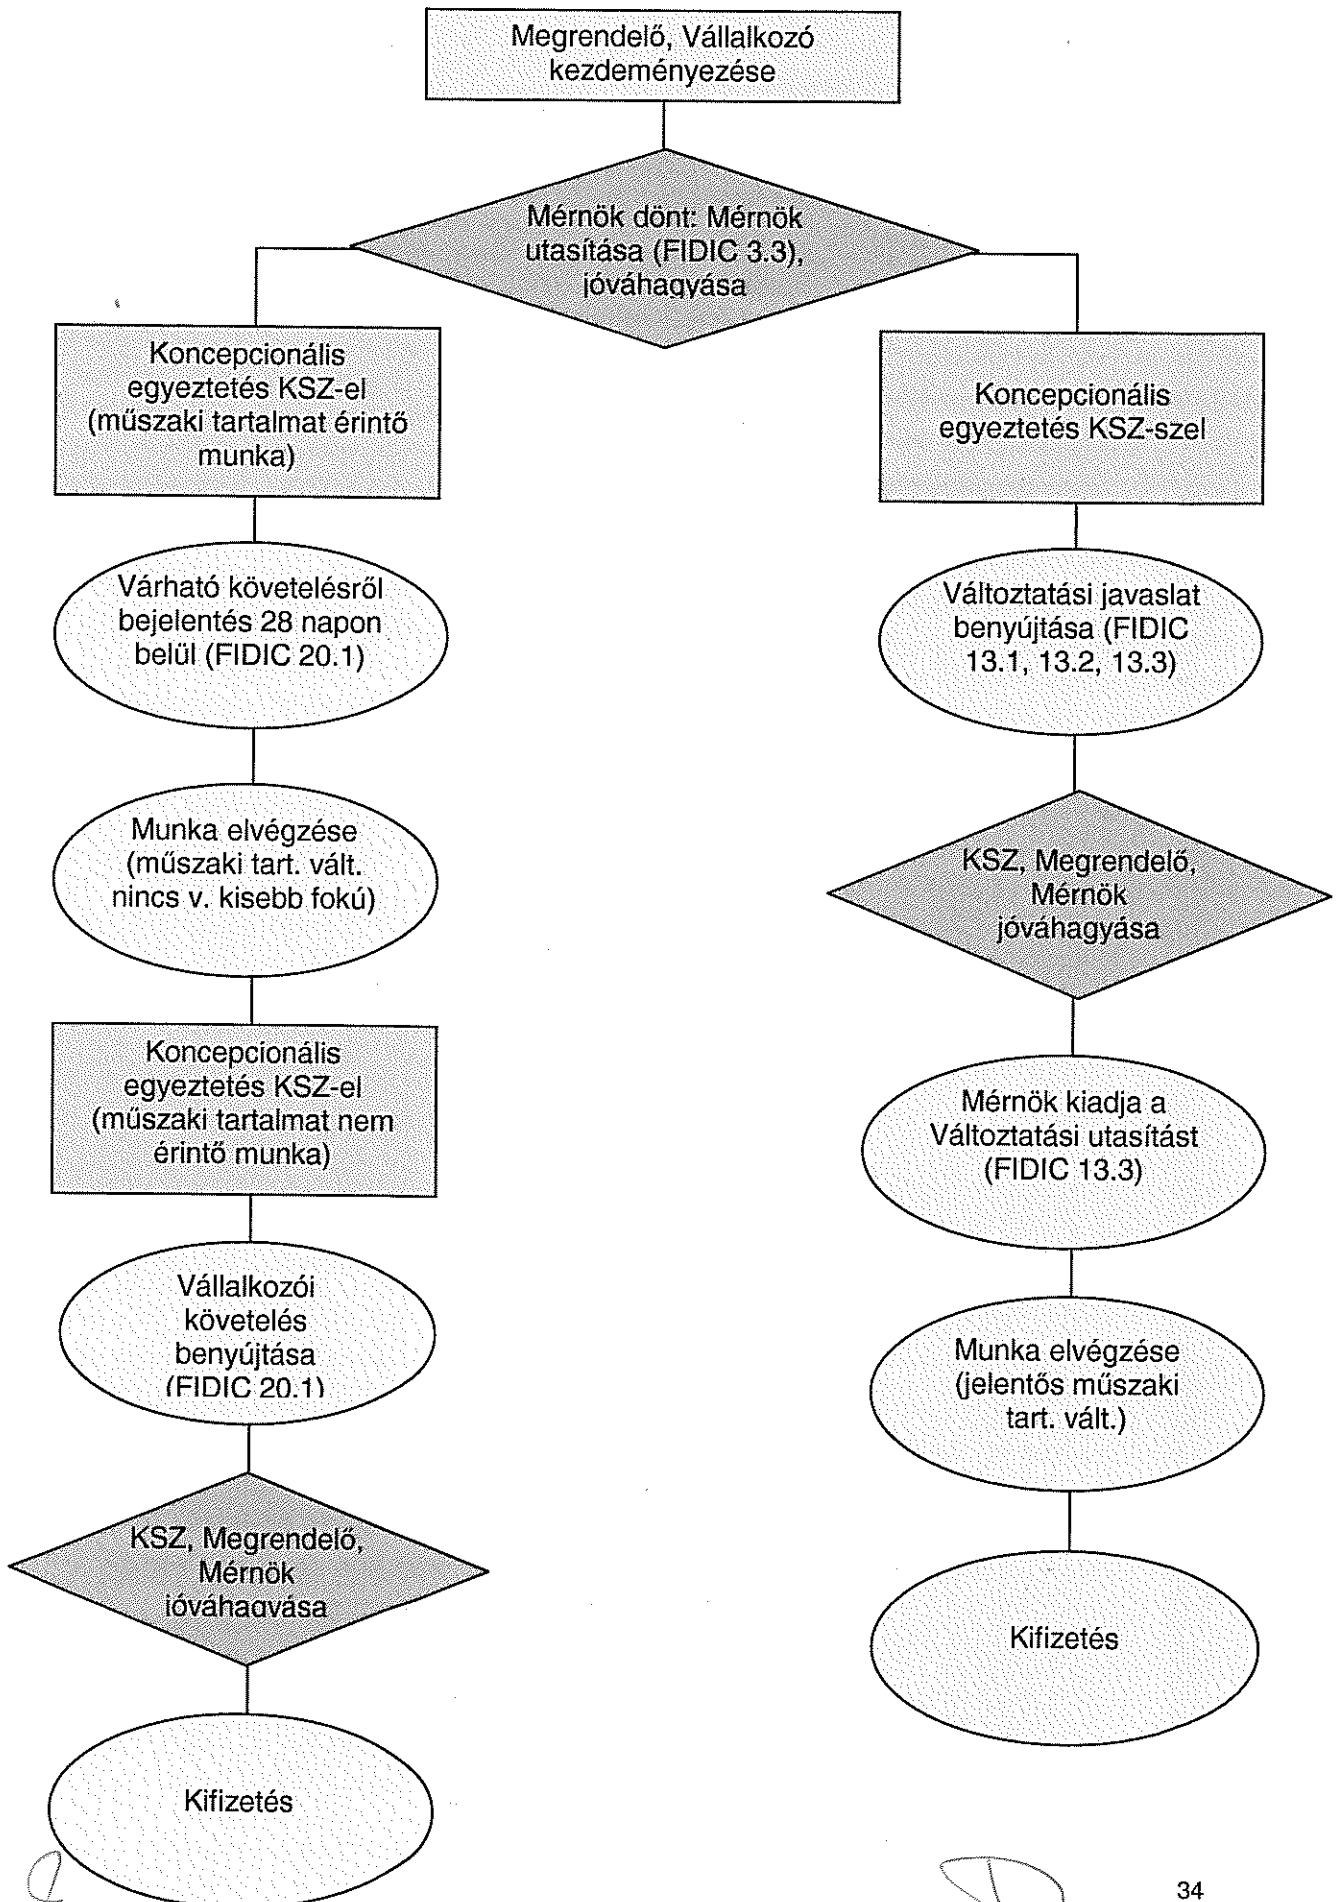 Megrendelő, Vállalkozó
kezdeményezése
Mérnök dönt: Mérnök
utasítása (FIDIC 3.3),
jóváhagyása
Koncepcionális
egyeztetés KSZ-el
(műszaki tartalmat érintő
munka)
Várható követelésről
bejelentés 28 napon
belül (FIDIC 20.1)
Munka elvégzése
(műszaki tart. vált.
nincs v. kisebb fokú)
Koncepcionális
egyeztetés KSZ-el
(műszaki tartalmat nem
érintő munka)
Vállalkozói
követelés
benyújtása
(FIDIC 20.1)
KSZ, Megrendelő,
Mérnök
jóváhagyása
Kifizetés
Koncepcionális
egyeztetés KSZ-szel
Változtatási javaslat
benyújtása (FIDIC
13.1, 13.2, 13.3)
KSZ, Megrendelő,
Mérnök
jóváhagyása
Mérnök kiadja a
Változtatási utasítást
(FIDIC 13.3)
Munka elvégzése
(jelentős műszaki
tart. vált.)
Kifizetés
34